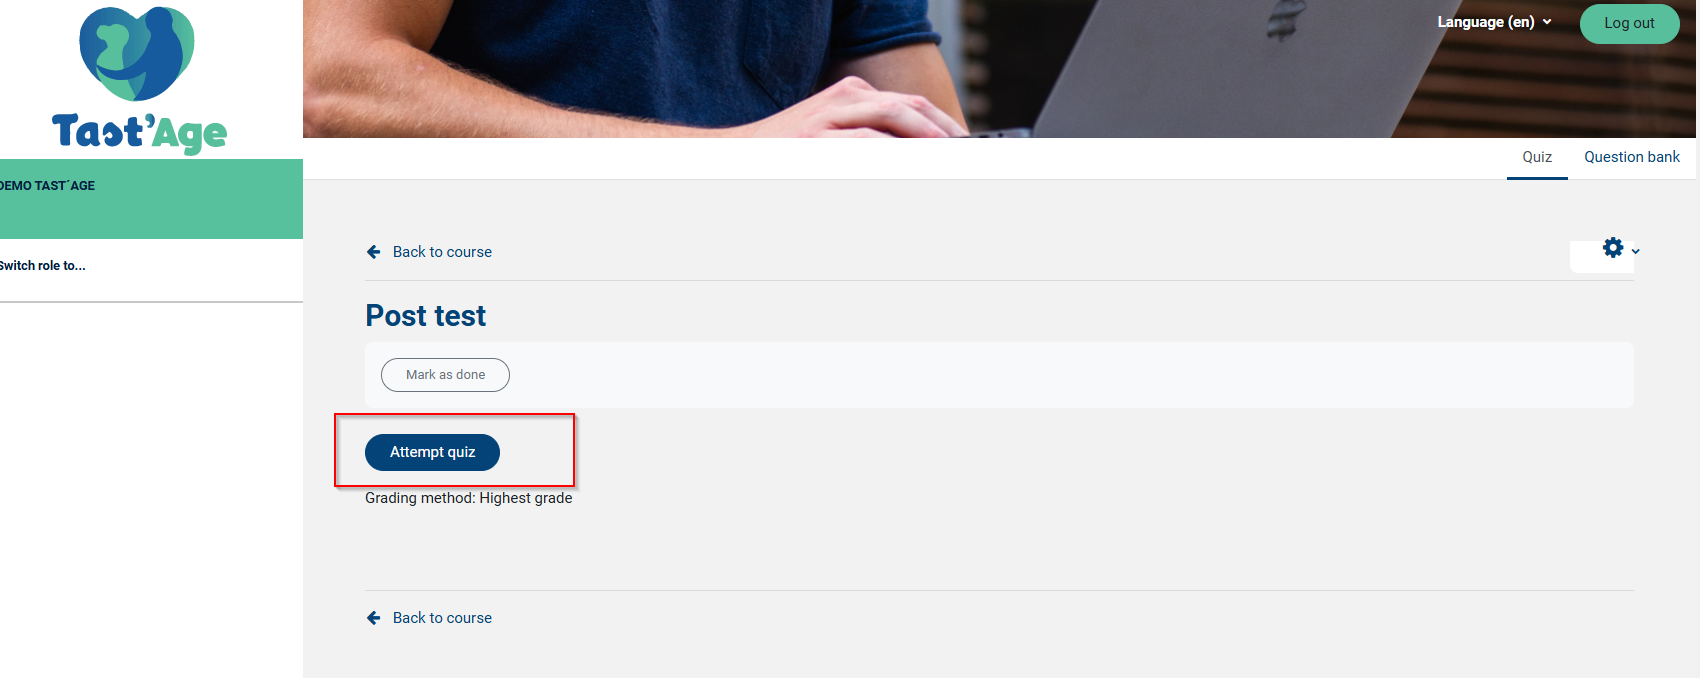 Tast'Age
Language (en)
Log out
Quiz
Question bank
DEMO TAST´AGE
Switch role to...
Back to course
Post test
Mark as done
Attempt quiz
Grading method: Highest grade
Back to course